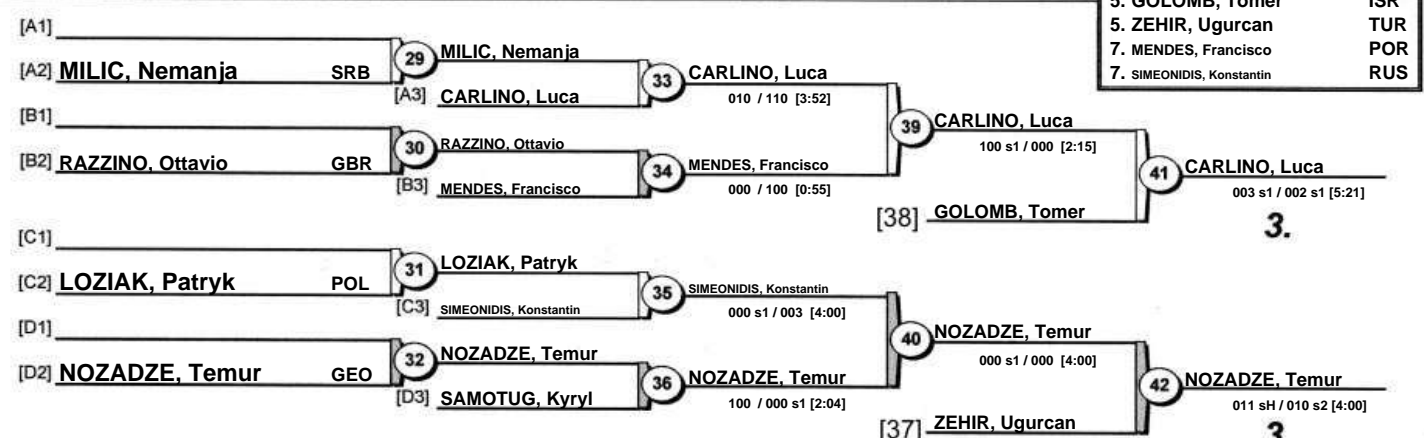 5. GOLOMB, Tomer ISR
5. ZEHIR, Ugurcan TUR
7. MENDES, Francisco POR
7. SIMEONIDIS, Konstantin RUS
[A1]
[A2] MILIC, Nemanja SRB
29
MILIC, Nemanja
[A3] CARLINO, Luca
33
CARLINO, Luca
010 / 110 [3:52]
[B1]
[B2] RAZZINO, Ottavio GBR
30
RAZZINO, Ottavio
[B3] MENDES, Francisco
34
MENDES, Francisco
000 / 100 [0:55]
39
CARLINO, Luca
100 s1 / 000 [2:15]
[38] GOLOMB, Tomer
41
CARLINO, Luca
003 s1 / 002 s1 [5:21]
3.
[C1]
[C2] LOZIAK, Patryk POL
31
LOZIAK, Patryk
[C3] SIMEONIDIS, Konstantin
35
SIMEONIDIS, Konstantin
000 s1 / 003 [4:00]
[D1]
[D2] NOZADZE, Temur GEO
32
NOZADZE, Temur
[D3] SAMOTUG, Kyryl
36
NOZADZE, Temur
100 / 000 s1 [2:04]
40
NOZADZE, Temur
000 s1 / 000 [4:00]
[37] ZEHIR, Ugurcan
42
NOZADZE, Temur
011 sH / 010 s2 [4:00]
3.